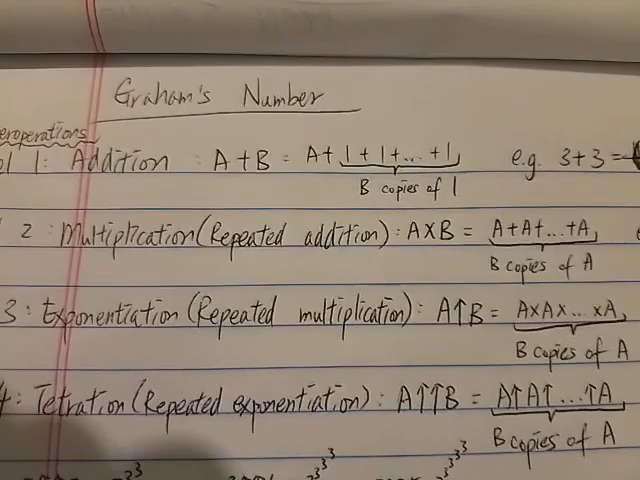 Graham's Number
eroperations
el 1: Addition : A+B = A+1+1+...+1 e.g. 3+3=
B copies of 1
2: Multiplication (Repeated addition): A×B = A+A+...+A
B copies of A
3: Exponentiation (Repeated multiplication): A↑B = A×A×...×A
B copies of A
4: Tetration (Repeated exponentiation): A↑↑B = A↑A↑...↑A
B copies of A